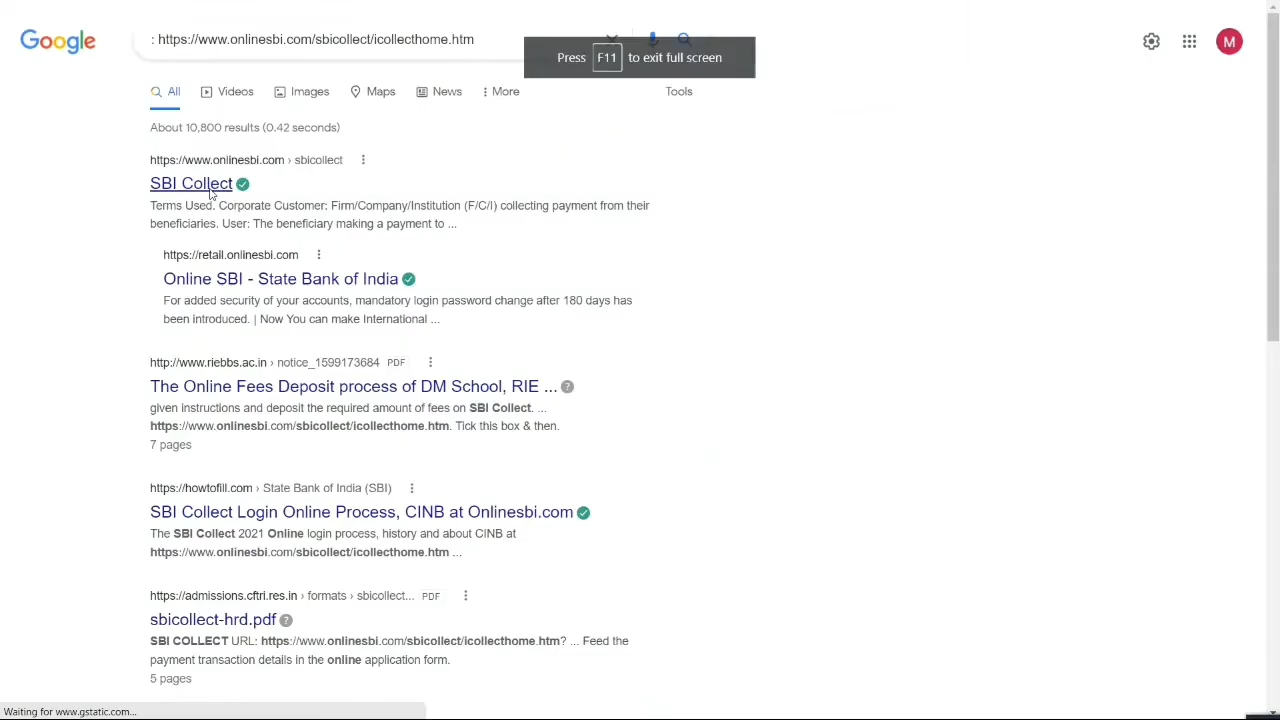 Google
: https://www.onlinesbi.com/sbicollect/icollecthome.htm
Press F11 to exit full screen
M
All Videos Images Maps News More Tools
About 10,800 results (0.42 seconds)
https://www.onlinesbi.com › sbicollect
SBI Collect
Terms Used. Corporate Customer: Firm/Company/Institution (F/C/I) collecting payment from their
beneficiaries. User: The beneficiary making a payment to ...
https://retail.onlinesbi.com
Online SBI - State Bank of India
For added security of your accounts, mandatory login password change after 180 days has
been introduced. | Now You can make International ...
http://www.riebbs.ac.in › notice_1599173684 PDF
The Online Fees Deposit process of DM School, RIE ...
given instructions and deposit the required amount of fees on SBI Collect. ...
https://www.onlinesbi.com/sbicollect/icollecthome.htm. Tick this box & then.
7 pages
https://howtofill.com › State Bank of India (SBI)
SBI Collect Login Online Process, CINB at Onlinesbi.com
The SBI Collect 2021 Online login process, history and about CINB at
https://www.onlinesbi.com/sbicollect/icollecthome.htm ...
https://admissions.cftri.res.in › formats › sbicollect... PDF
sbicollect-hrd.pdf
SBI COLLECT URL: https://www.onlinesbi.com/sbicollect/icollecthome.htm? ... Feed the
payment transaction details in the online application form.
5 pages
Waiting for www.gstatic.com...